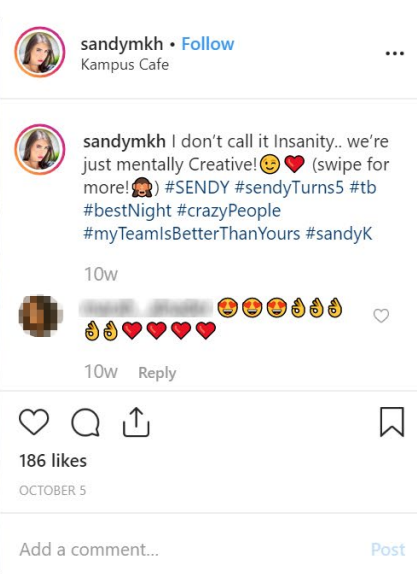 sandymkh • Follow
Kampus Cafe
sandymkh I don't call it Insanity.. we're
just mentally Creative!😉❤️ (swipe for
more!🙈) #SENDY #sendyTurns5 #tb
#bestNight #crazyPeople
#myTeamIsBetterThanYours #sandyK
10w
😍😍😍👌👌👌
👌👌❤️❤️❤️❤️
10w Reply
186 likes
OCTOBER 5
Add a comment... Post